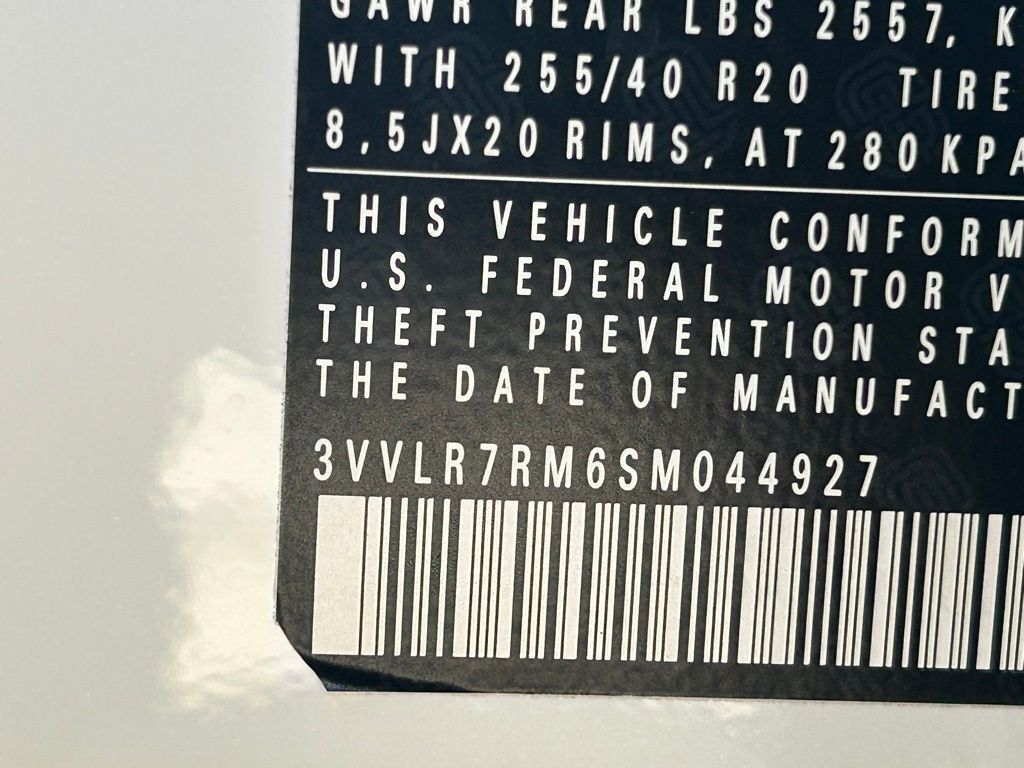 GAWR REAR LBS 2557, K
WITH 255/40 R20 TIRE
8,5JX20 RIMS, AT 280 KPA
THIS VEHICLE CONFORM
U.S. FEDERAL MOTOR V
THEFT PREVENTION STA
THE DATE OF MANUFACT
3VVLR7RM6SM044927